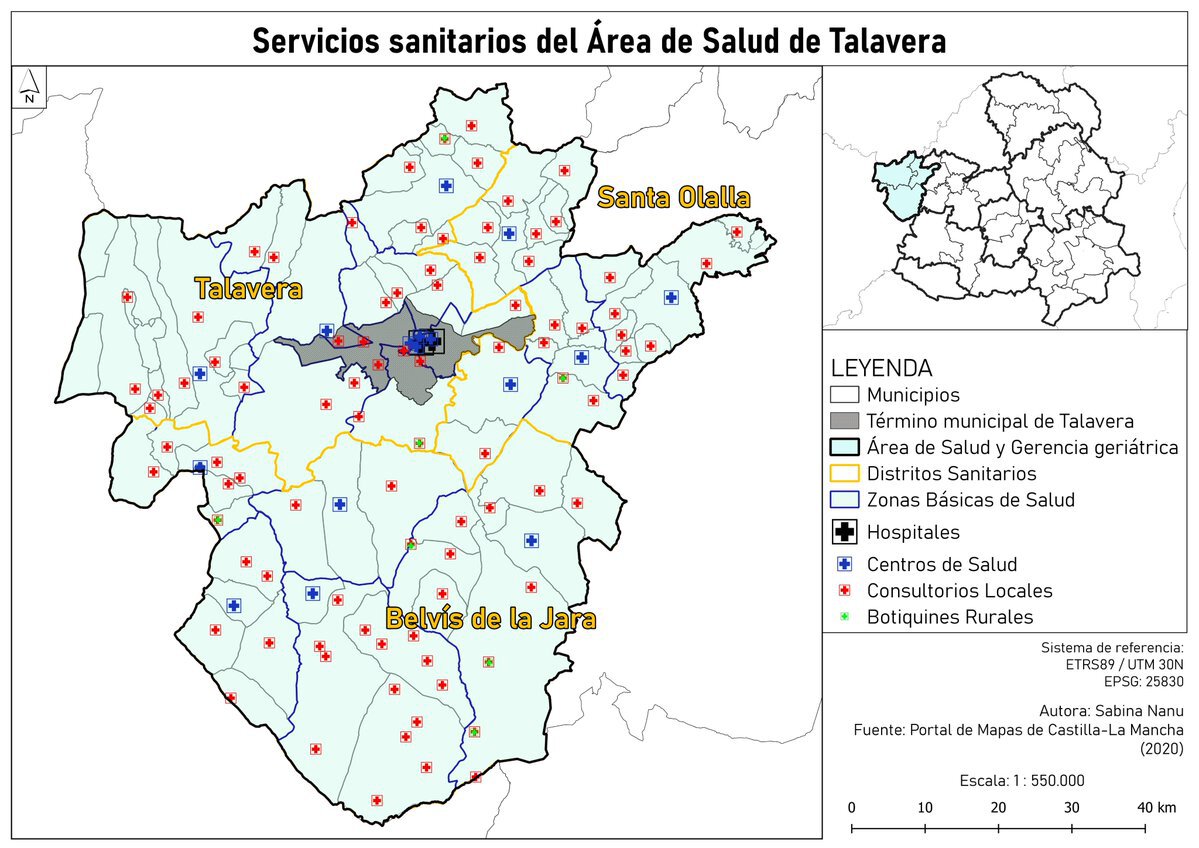 Servicios sanitarios del Área de Salud de Talavera
N
Santa Olalla
Talavera
Belvís de la Jara
LEYENDA
Municipios
Término municipal de Talavera
Área de Salud y Gerencia geriátrica
Distritos Sanitarios
Zonas Básicas de Salud
Hospitales
Centros de Salud
Consultorios Locales
Botiquines Rurales
Sistema de referencia:
ETRS89 / UTM 30N
EPSG: 25830
Autora: Sabina Nanu
Fuente: Portal de Mapas de Castilla-La Mancha
(2020)
Escala: 1 : 550.000
0 10 20 30 40 km